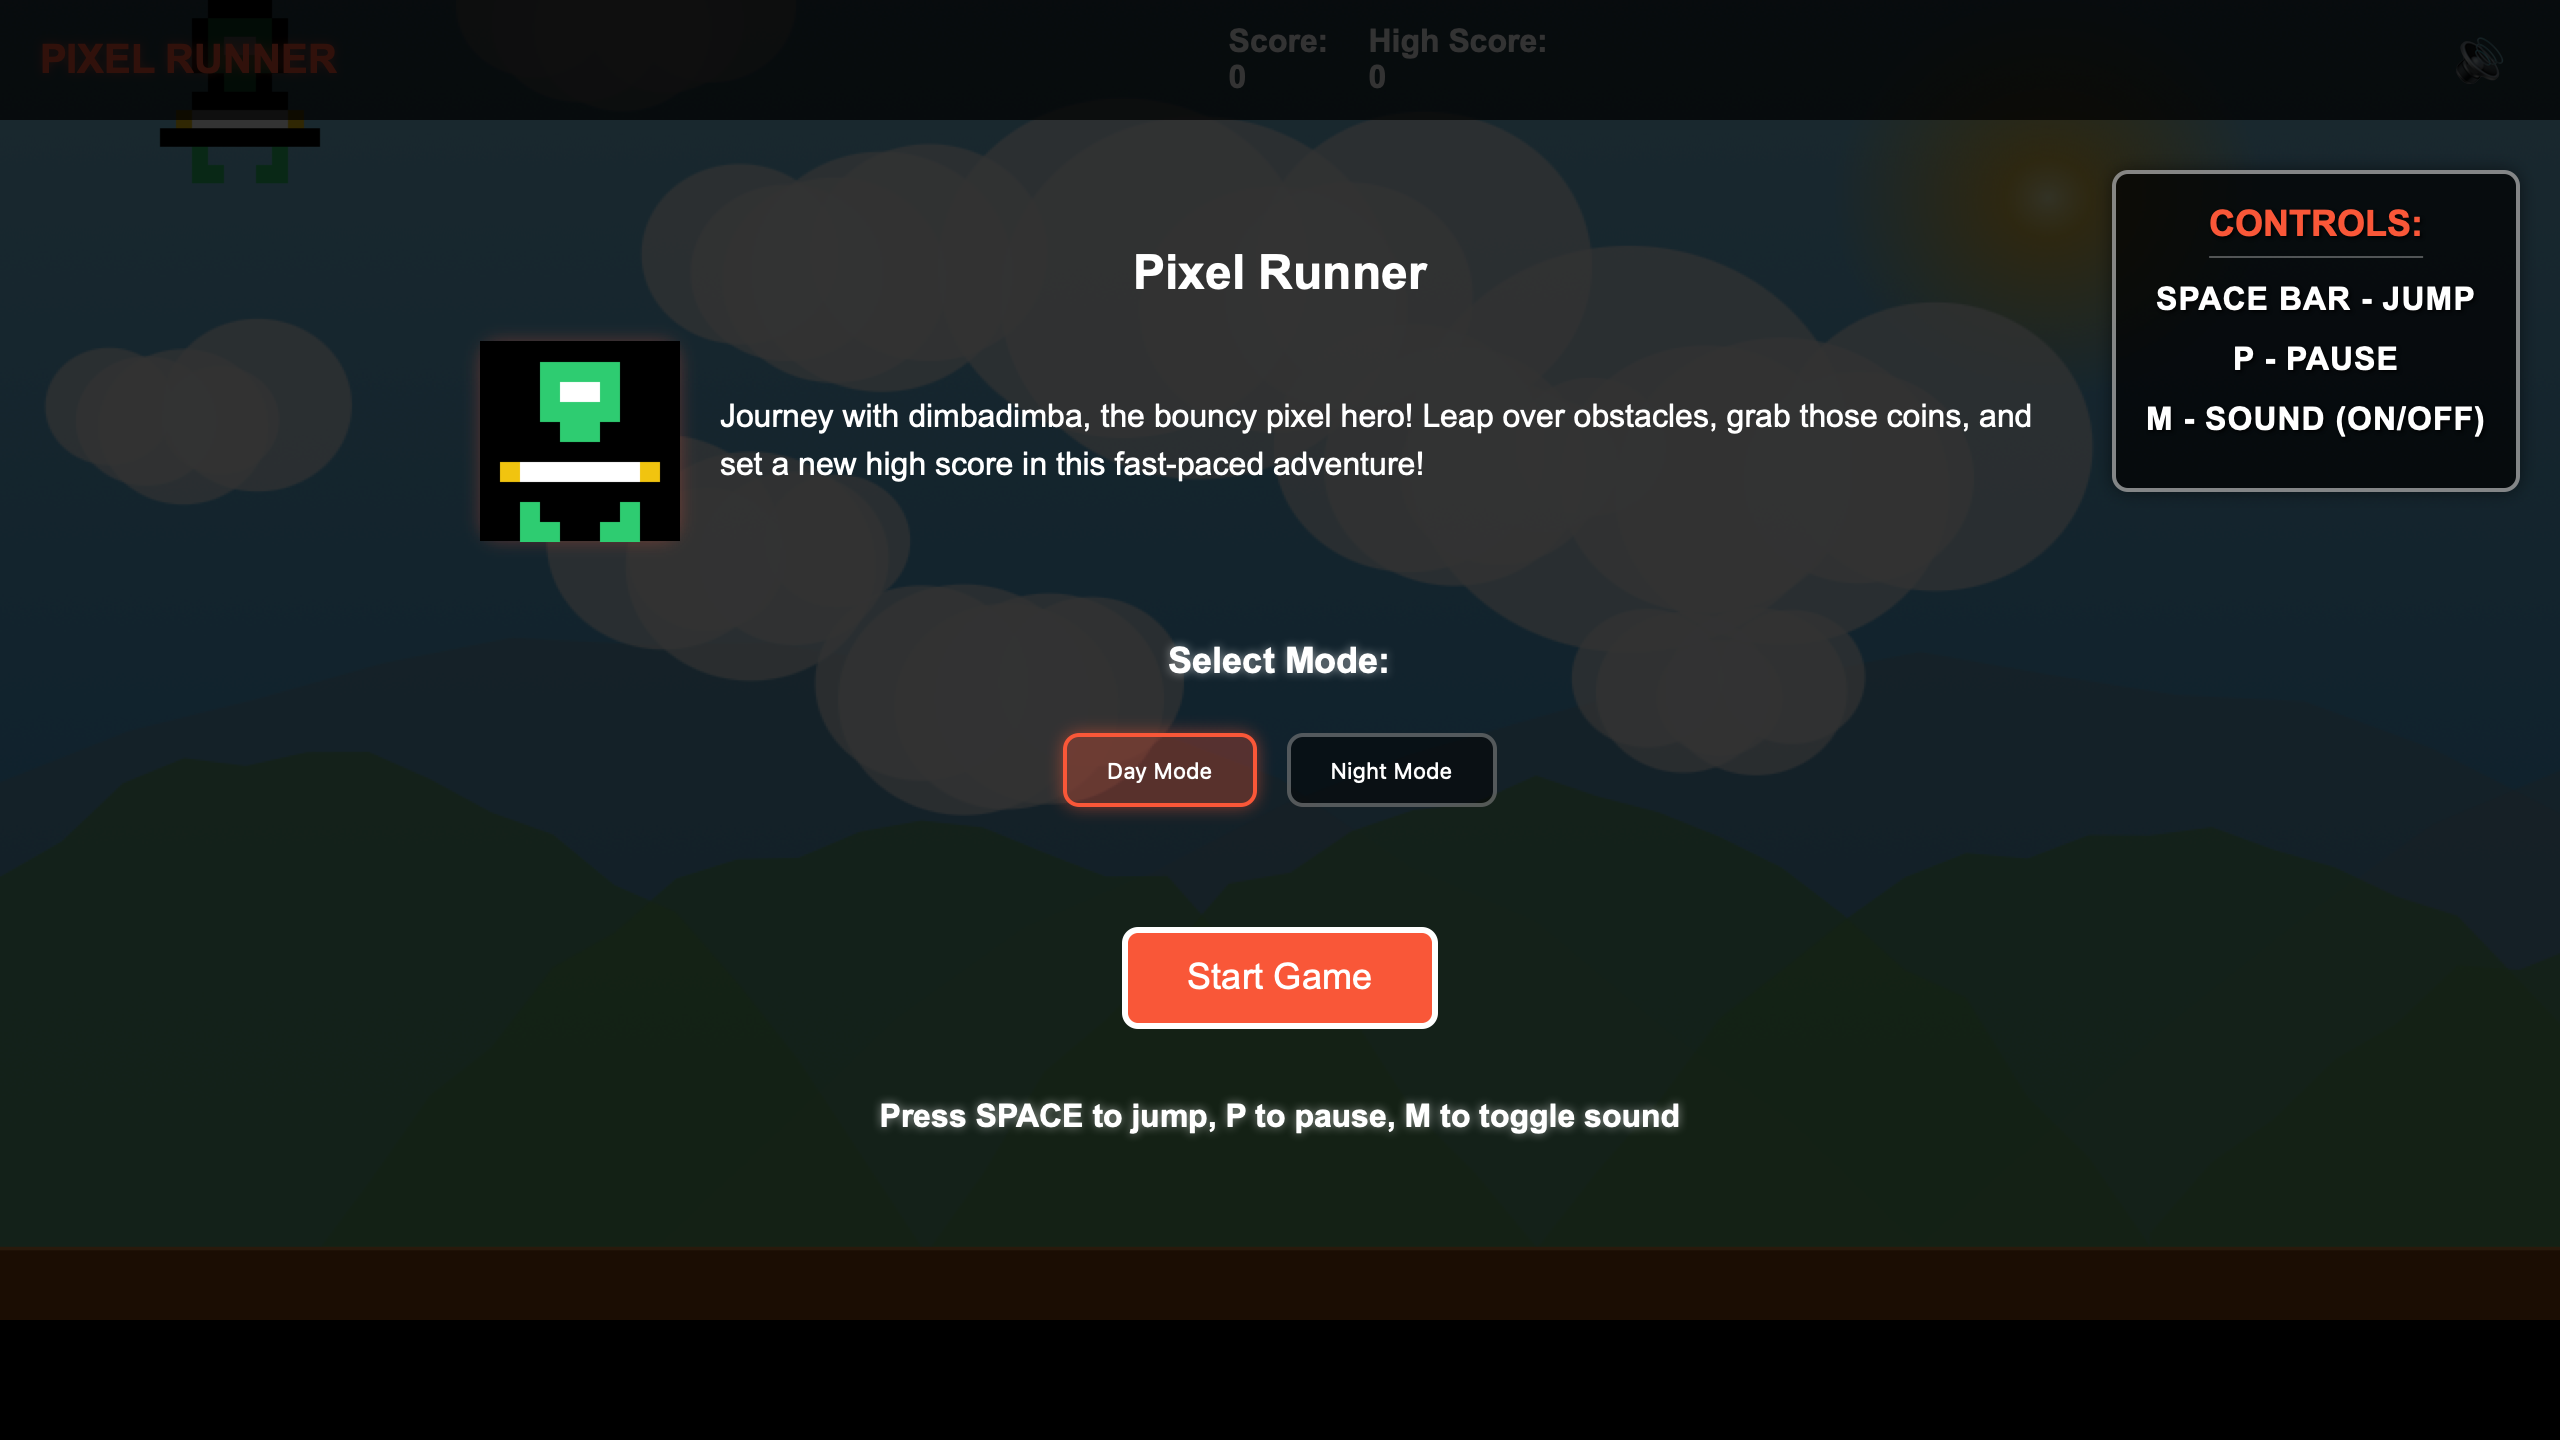 PIXEL RUNNER
Score:
0
High Score:
0
CONTROLS:
SPACE BAR - JUMP
P - PAUSE
M - SOUND (ON/OFF)
Pixel Runner
Journey with dimbadimba, the bouncy pixel hero! Leap over obstacles, grab those coins, and
set a new high score in this fast-paced adventure!
Select Mode:
Day Mode
Night Mode
Start Game
Press SPACE to jump, P to pause, M to toggle sound